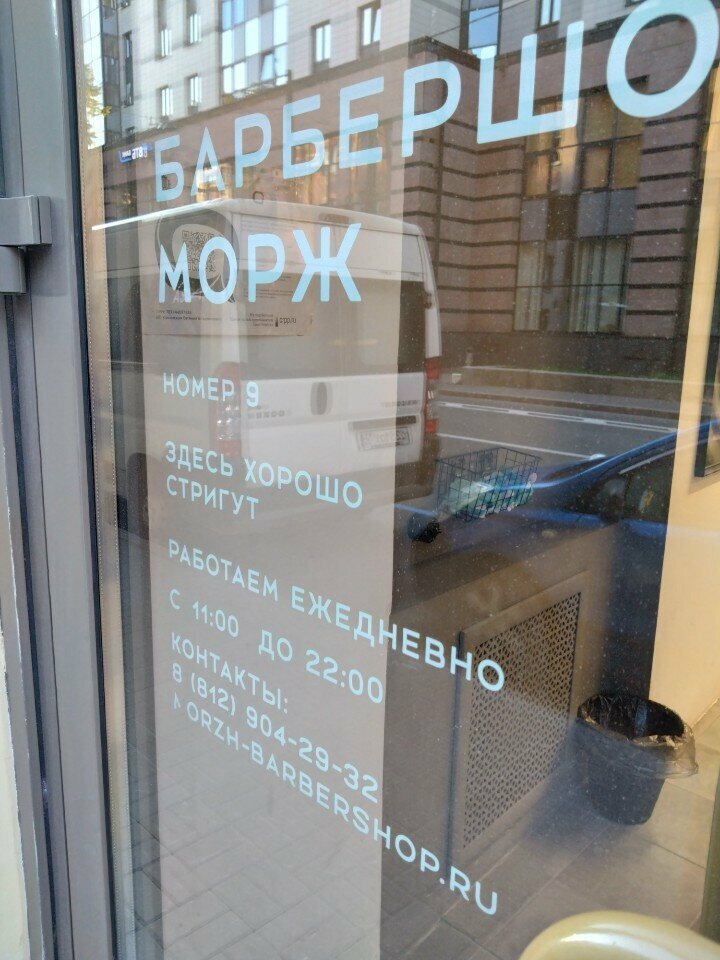 БАРБЕРШО
МОРЖ
НОМЕР 9
ЗДЕСЬ ХОРОШО
СТРИГУТ
РАБОТАЕМ ЕЖЕДНЕВНО
С 11:00 ДО 22:00
КОНТАКТЫ:
8 (812) 904-29-32
MORZH-BARBERSHOP.RU